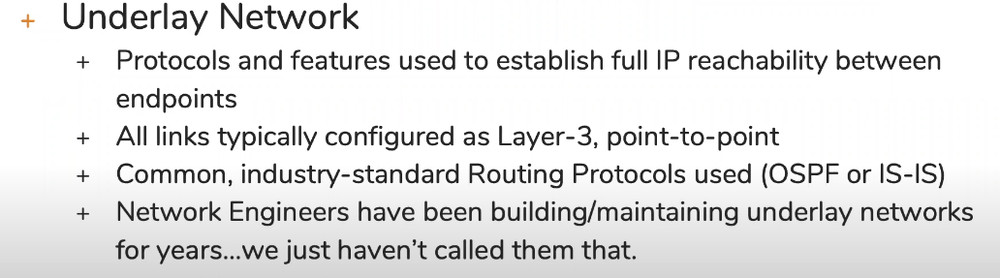 + Underlay Network
+ Protocols and features used to establish full IP reachability between
endpoints
+ All links typically configured as Layer-3, point-to-point
+ Common, industry-standard Routing Protocols used (OSPF or IS-IS)
+ Network Engineers have been building/maintaining underlay networks
for years...we just haven’t called them that.